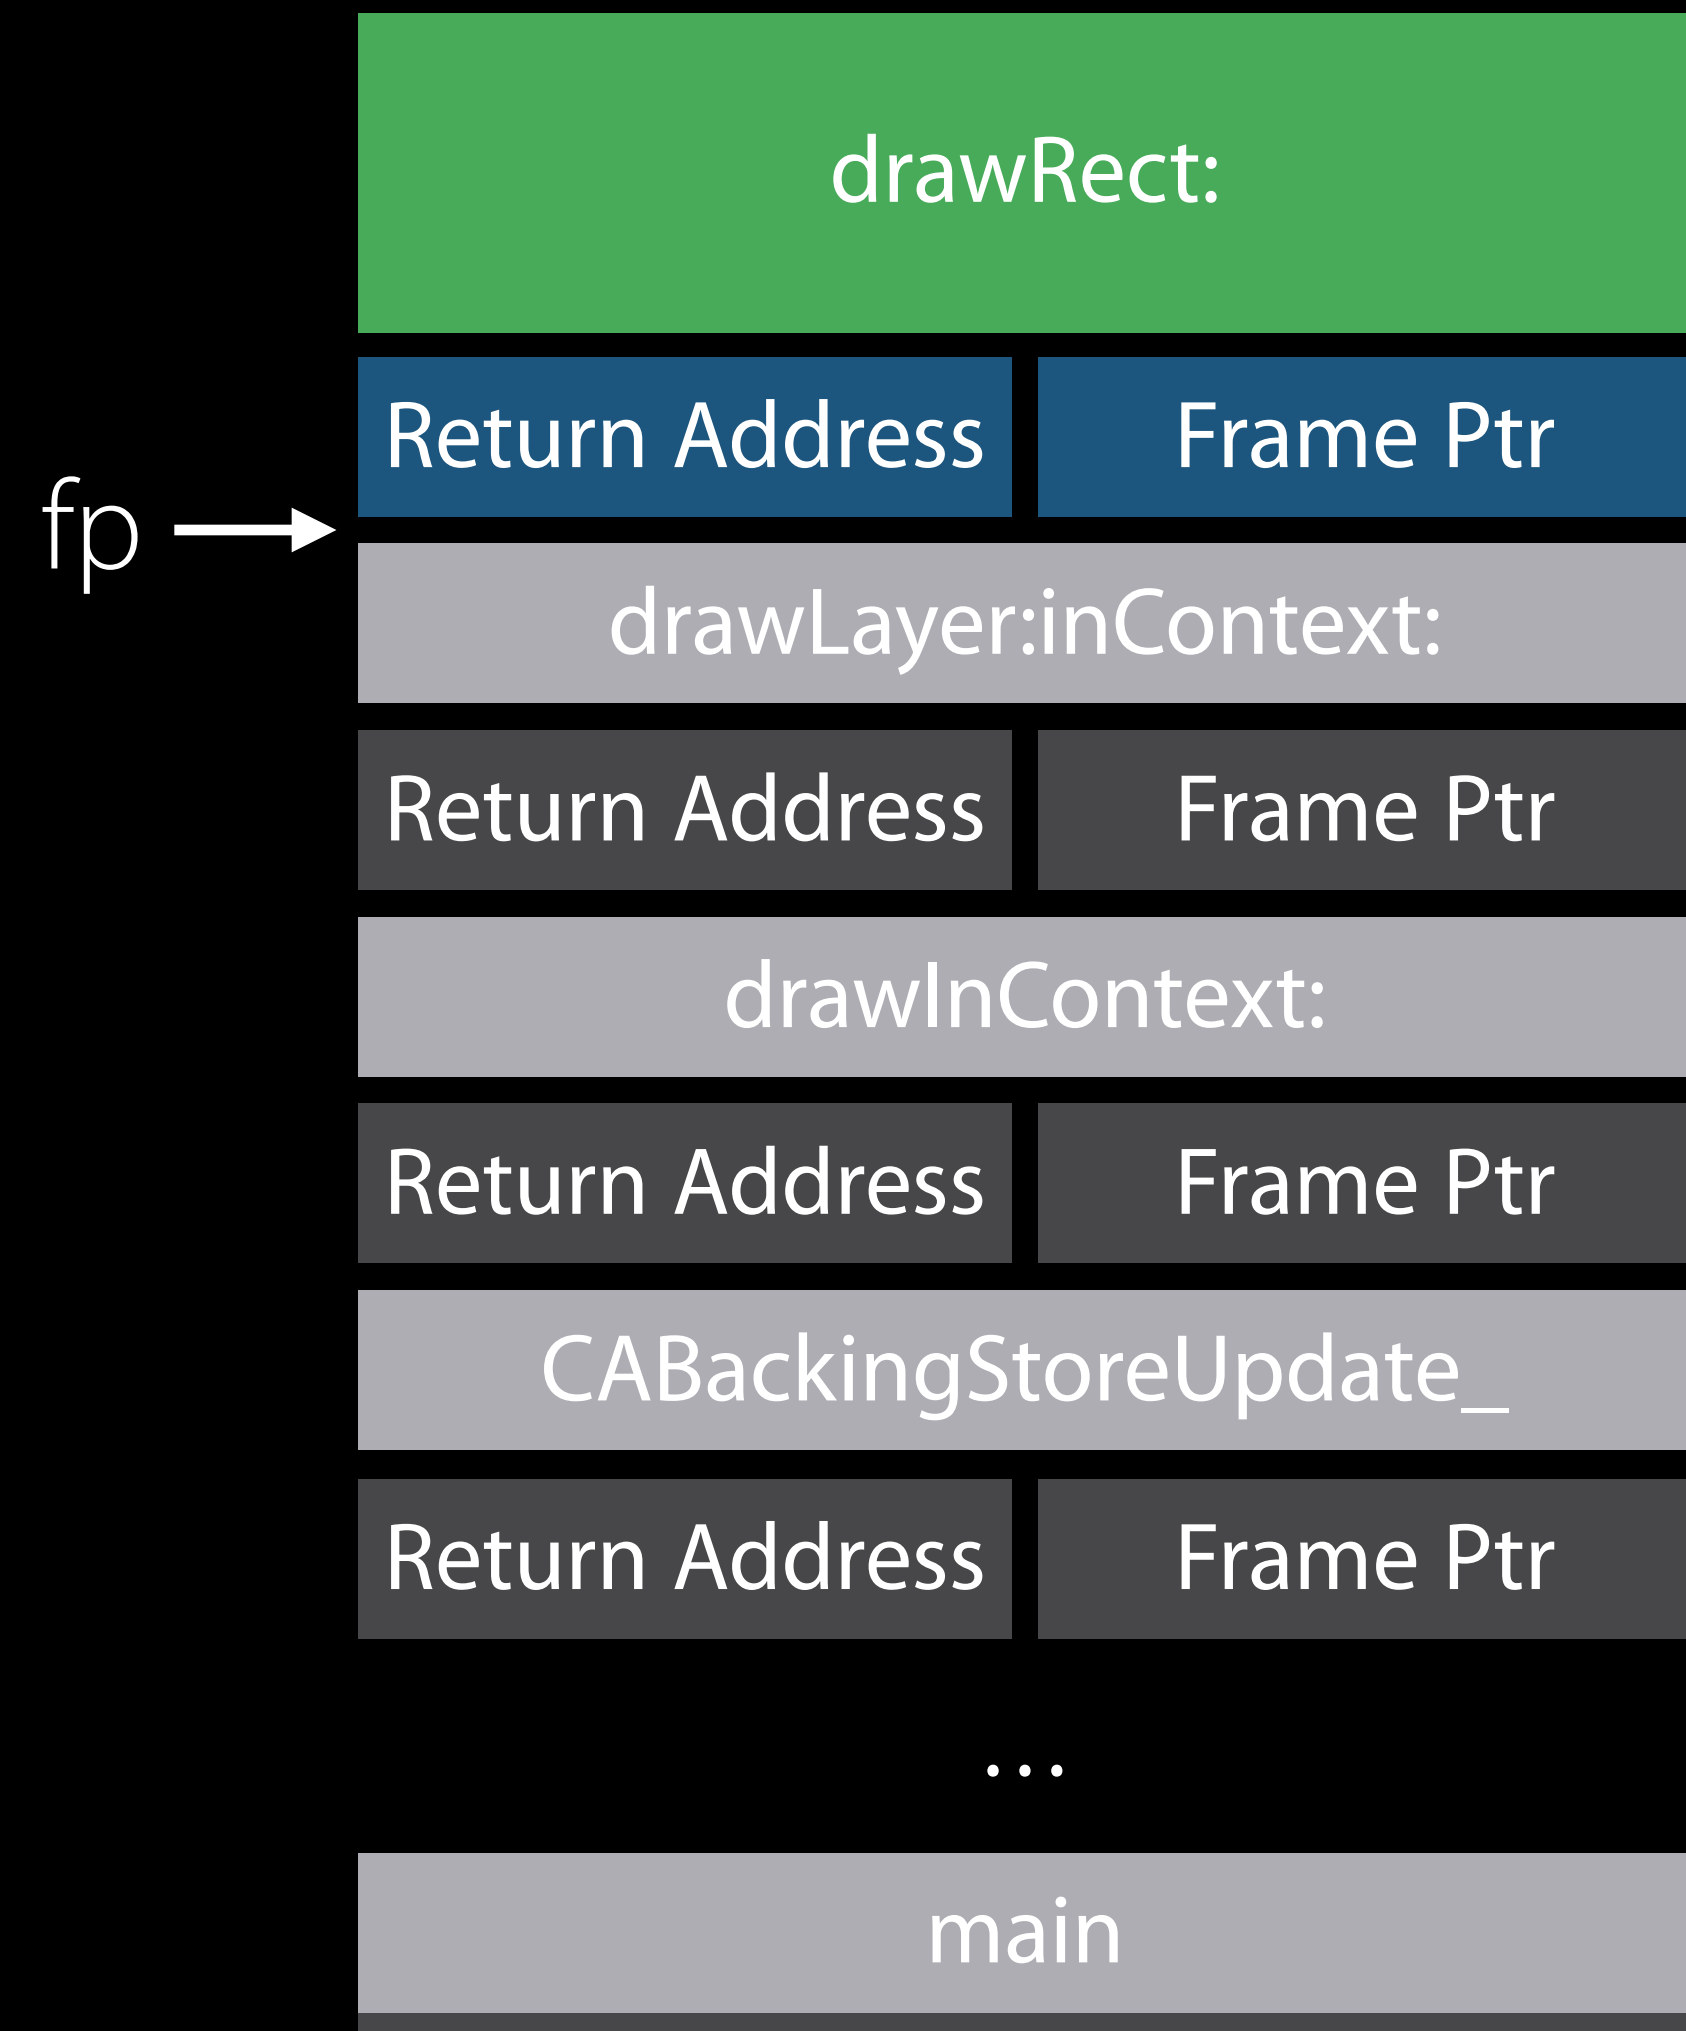 drawRect:
Return Address Frame Ptr
fp
drawLayer:inContext:
Return Address Frame Ptr
drawInContext:
Return Address Frame Ptr
CABackingStoreUpdate_
Return Address Frame Ptr
...
main